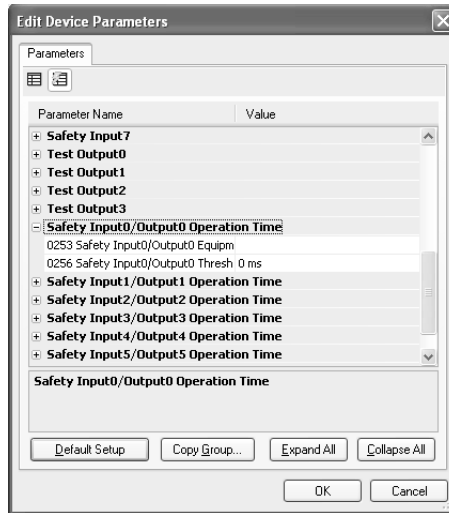 Edit Device Parameters
Parameters
Parameter Name Value
Safety Input7
Test Output0
Test Output1
Test Output2
Test Output3
Safety Input0/Output0 Operation Time
0253 Safety Input0/Output0 Equipm
0256 Safety Input0/Output0 Thresh 0 ms
Safety Input1/Output1 Operation Time
Safety Input2/Output2 Operation Time
Safety Input3/Output3 Operation Time
Safety Input4/Output4 Operation Time
Safety Input5/Output5 Operation Time
Safety Input0/Output0 Operation Time
Default Setup Copy Group... Expand All Collapse All
OK Cancel